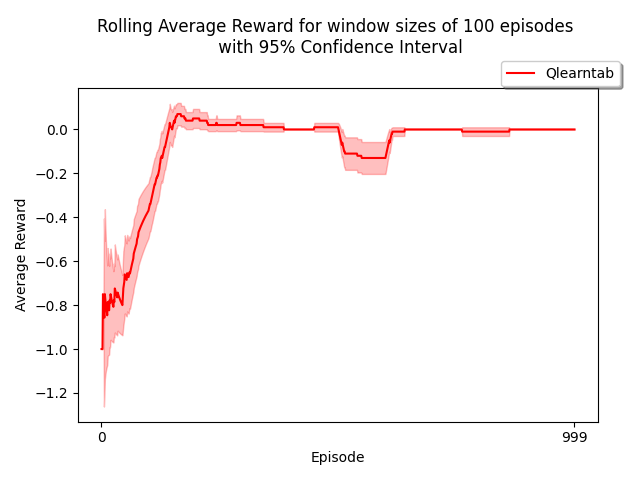 Rolling Average Reward for window sizes of 100 episodes
with 95% Confidence Interval
Qlearntab
0.0
−0.2
−0.4
−0.6
−0.8
−1.0
−1.2
Average Reward
0
999
Episode